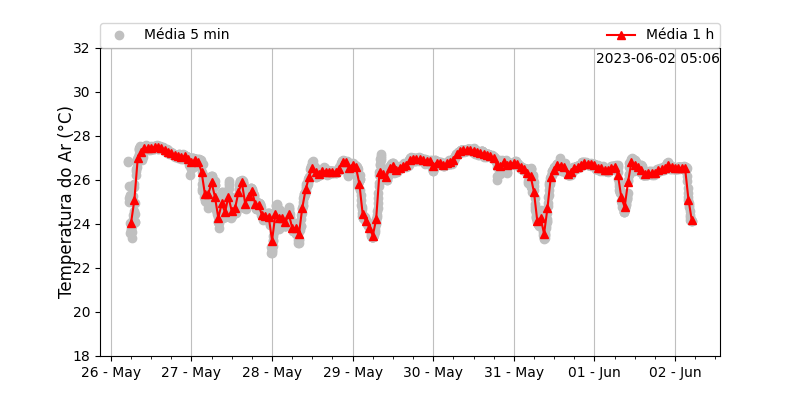 Média 5 min
Média 1 h
2023-06-02 05:06
Temperatura do Ar (°C)
32
30
28
26
24
22
20
18
26 - May
27 - May
28 - May
29 - May
30 - May
31 - May
01 - Jun
02 - Jun